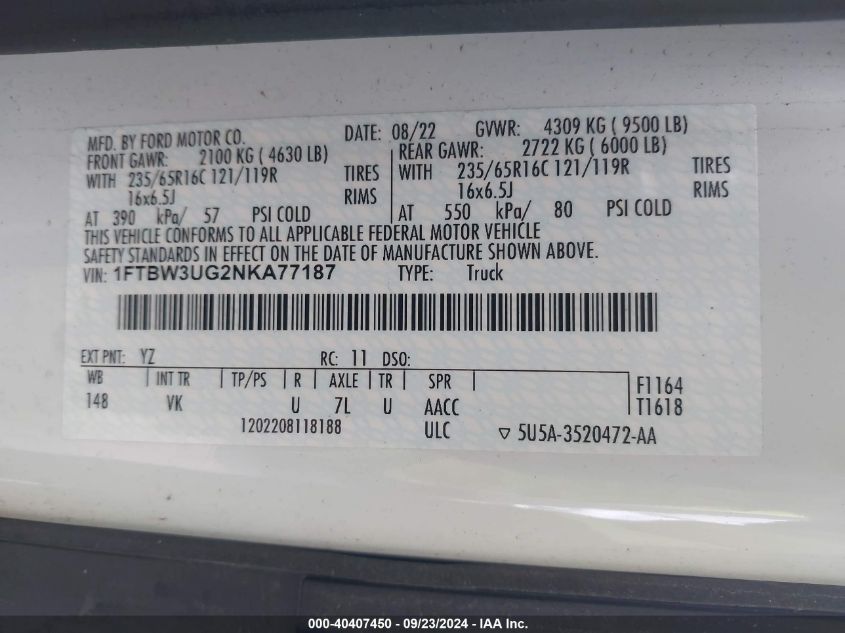 MFD. BY FORD MOTOR CO. DATE: 08/22 GVWR: 4309 KG ( 9500 LB)
FRONT GAWR: 2100 KG ( 4630 LB) REAR GAWR: 2722 KG ( 6000 LB)
WITH 235/65R16C 121/119R TIRES WITH 235/65R16C 121/119R TIRES
16x6.5J RIMS 16x6.5J RIMS
AT 390 kPa/ 57 PSI COLD AT 550 kPa/ 80 PSI COLD
THIS VEHICLE CONFORMS TO ALL APPLICABLE FEDERAL MOTOR VEHICLE
SAFETY STANDARDS IN EFFECT ON THE DATE OF MANUFACTURE SHOWN ABOVE.
VIN: 1FTBW3UG2NKA77187 TYPE: Truck
EXT PNT: YZ RC: 11 DSO:
WB INT TR TP/PS R AXLE TR SPR F1164
148 VK U 7L U AACC T1618
1202208118188 ULC ▽ 5U5A-3520472-AA
000-40407450 - 09/23/2024 - IAA Inc.